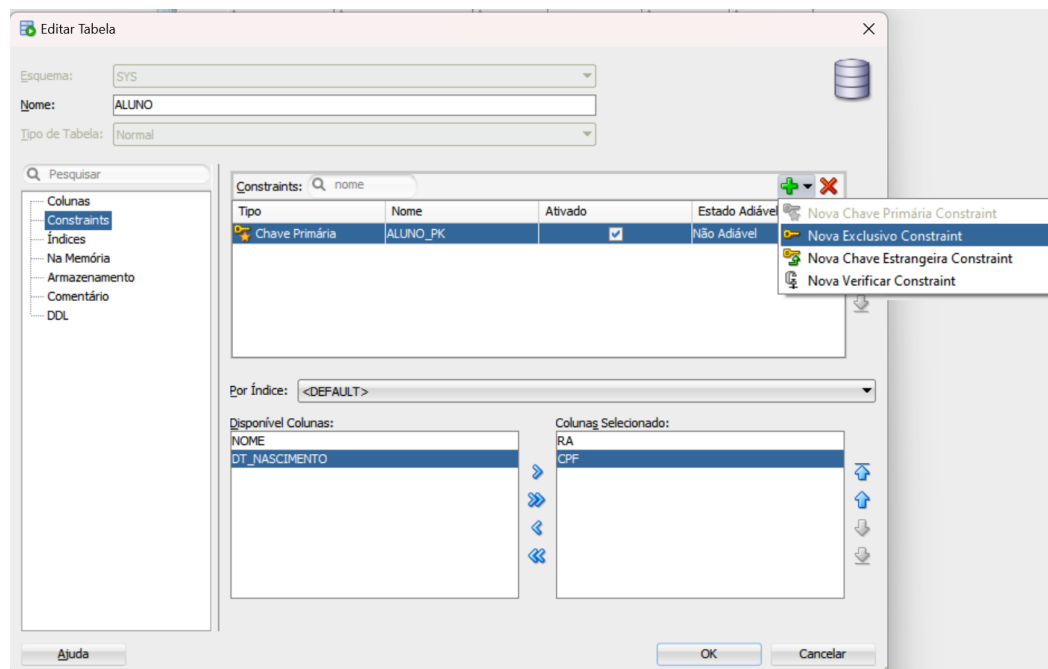 Editar Tabela
Esquema: SYS
Nome: ALUNO
Tipo de Tabela: Normal
Pesquisar
Colunas
Constraints
Índices
Na Memória
Armazenamento
Comentário
DDL
Constraints: nome
Tipo Nome Ativado Estado Adiável
Chave Primária ALUNO_PK Não Adiável
Nova Chave Primária Constraint
Nova Exclusivo Constraint
Nova Chave Estrangeira Constraint
Nova Verificar Constraint
Por Índice: <DEFAULT>
Disponível Colunas:
NOME
DT_NASCIMENTO
Colunas Selecionado:
RA
CPF
Ajuda OK Cancelar